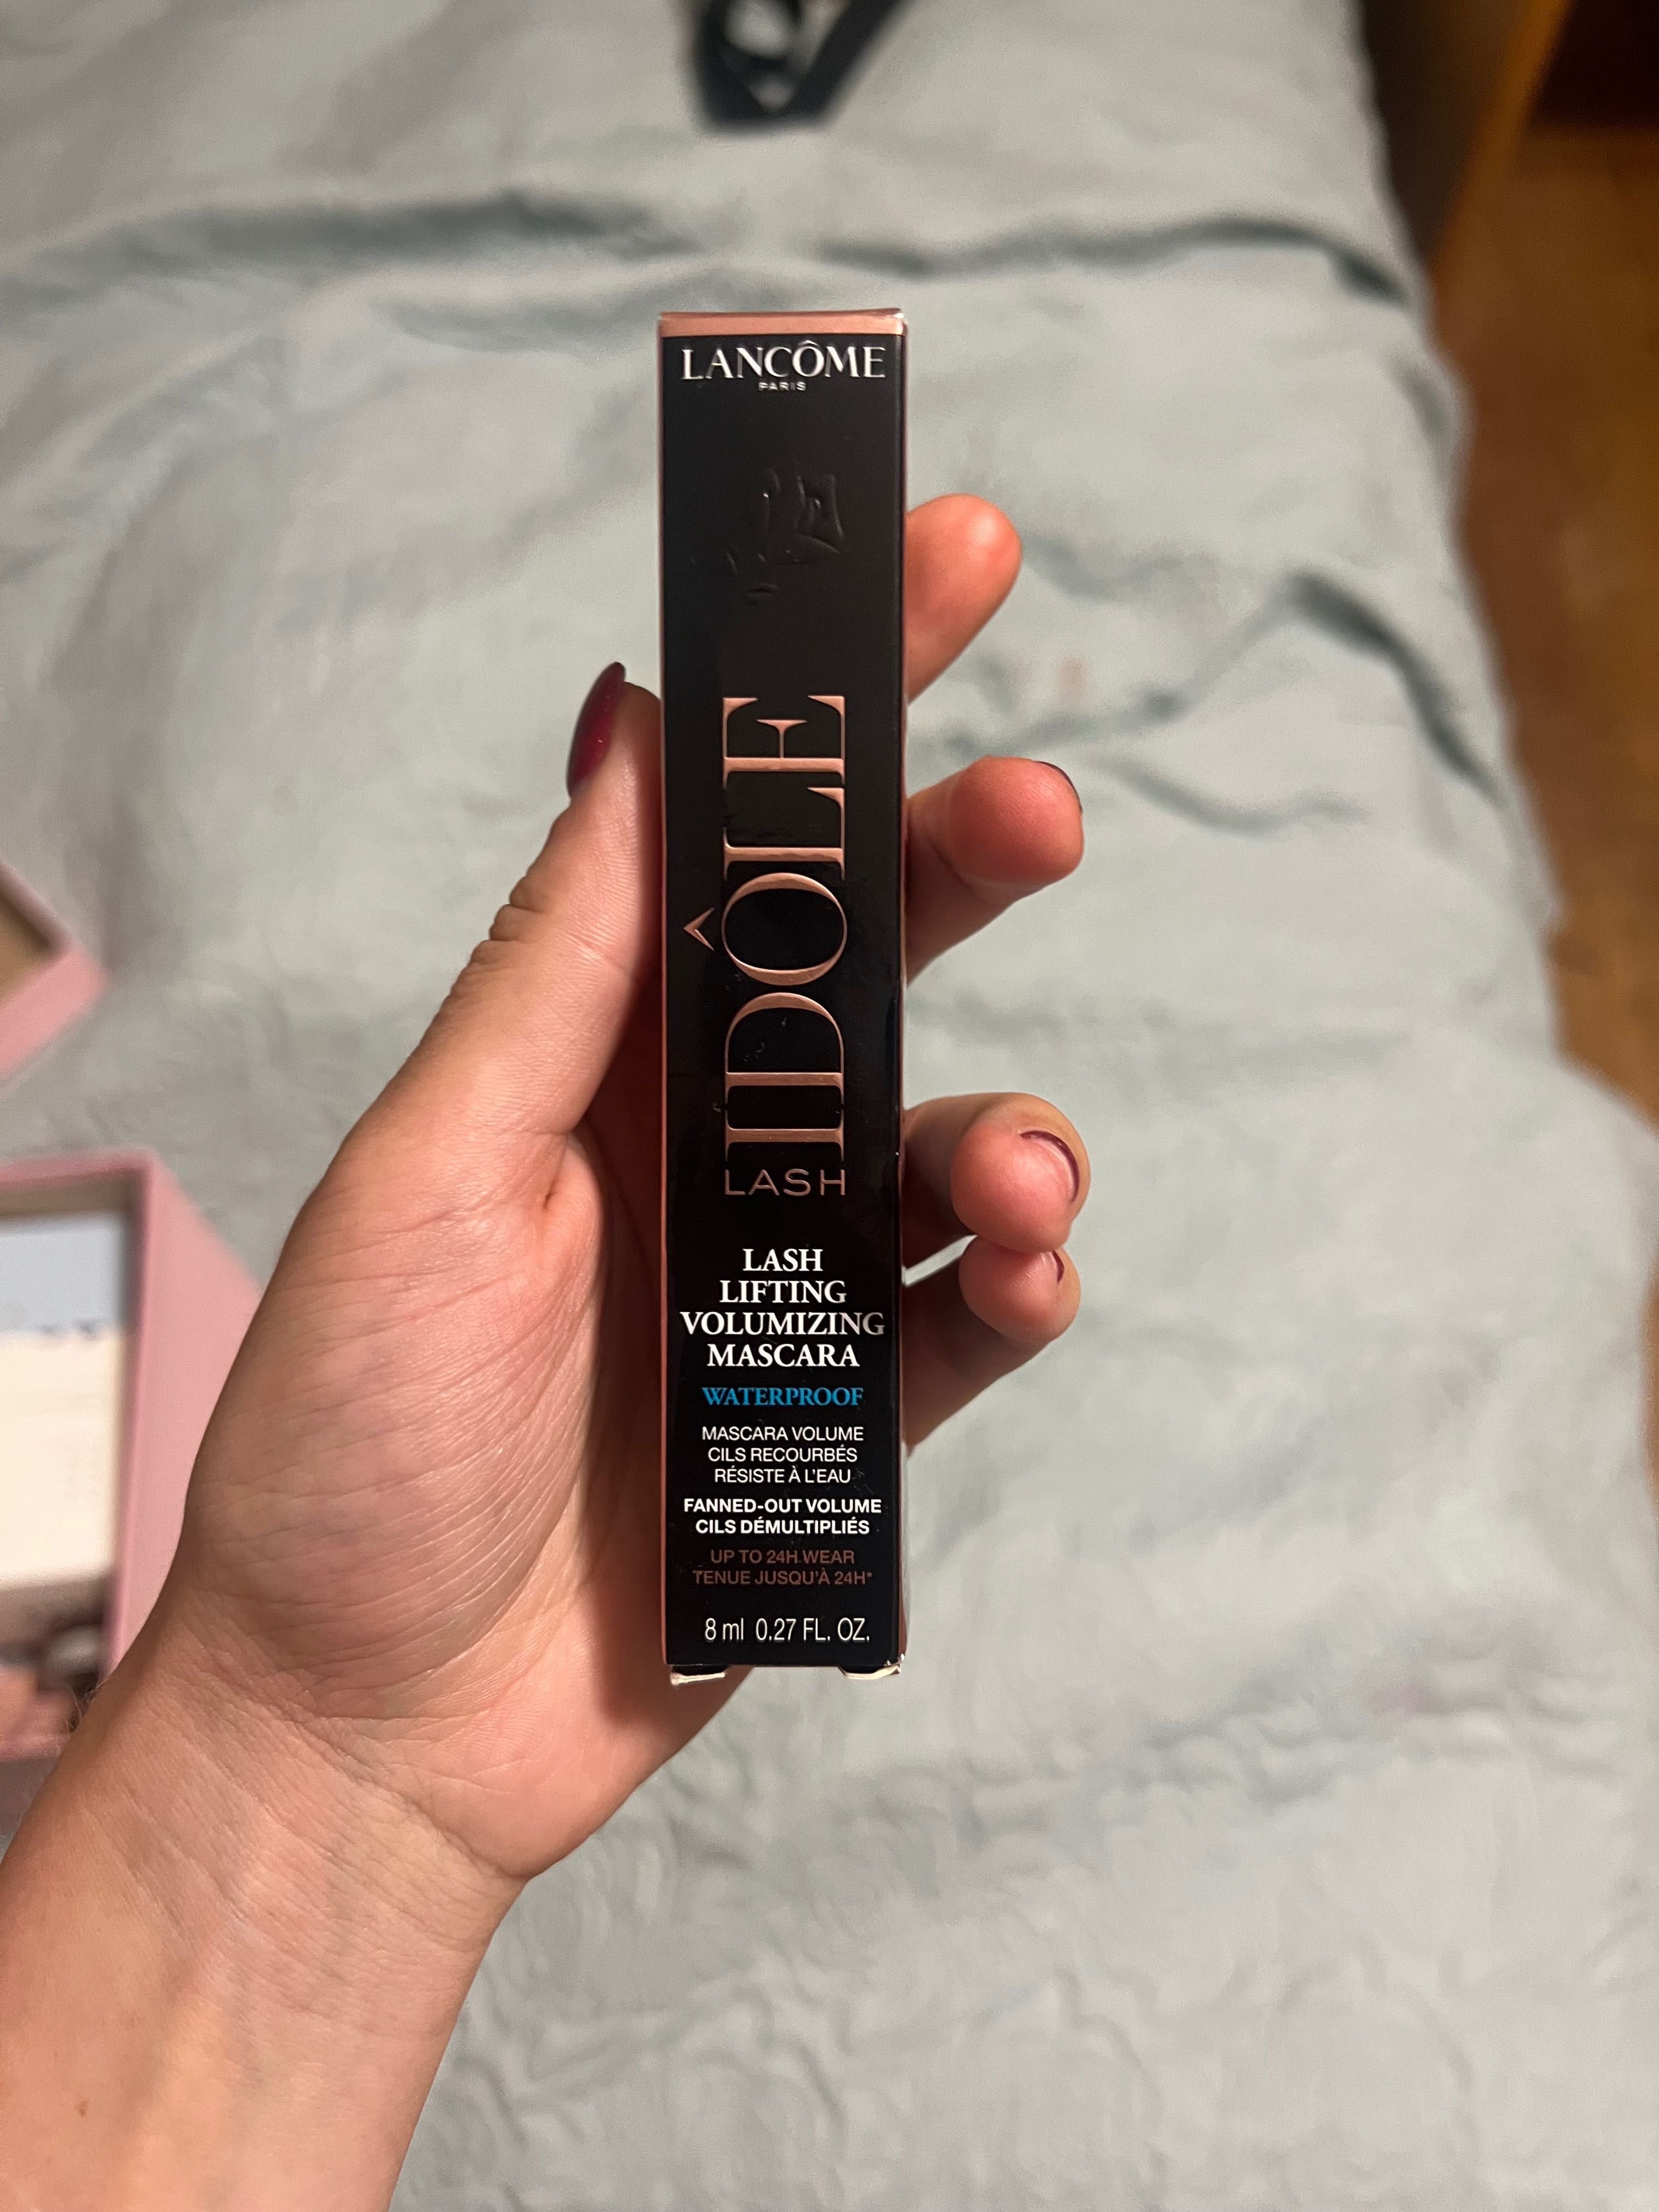 LANCÔME
PARIS
IDÔLE
LASH
LASH
LIFTING
VOLUMIZING
MASCARA
WATERPROOF
MASCARA VOLUME
CILS RECOURBÉS
RÉSISTE À L'EAU
FANNED-OUT VOLUME
CILS DÉMULTIPLIÉS
UP TO 24H WEAR
TENUE JUSQU'À 24H*
8 ml 0.27 FL. OZ.